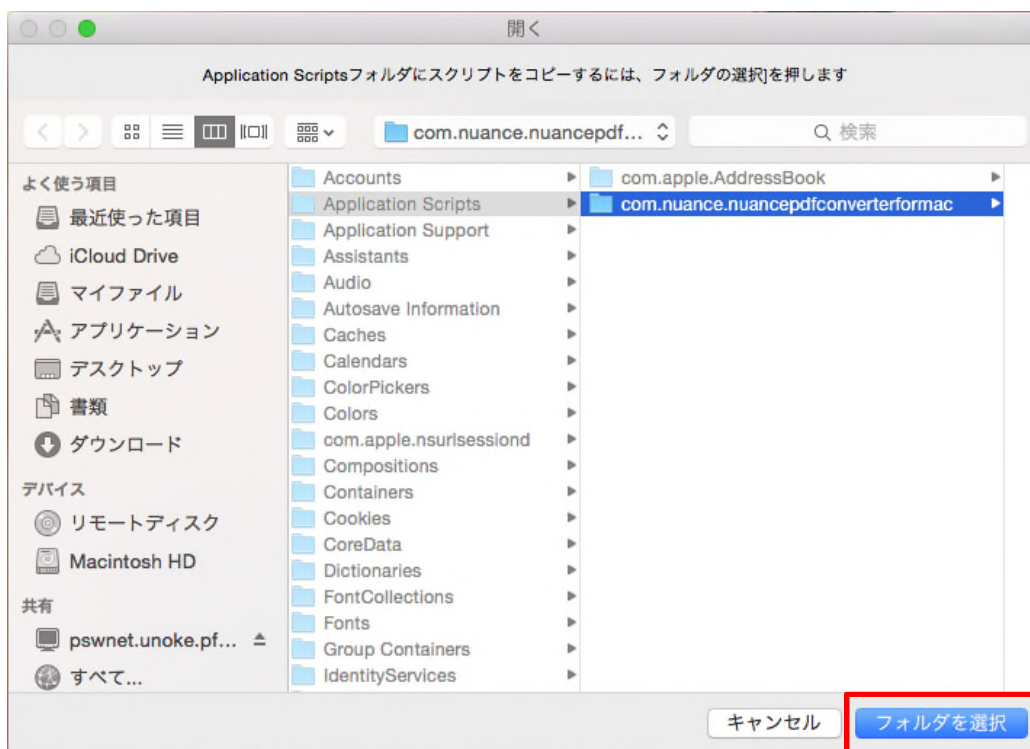 開く
Application Scriptsフォルダにスクリプトをコピーするには、フォルダの選択]を押します
com.nuance.nuancepdf...
検索
よく使う項目
最近使った項目
iCloud Drive
マイファイル
アプリケーション
デスクトップ
書類
ダウンロード
デバイス
リモートディスク
Macintosh HD
共有
pswnet.unoke.pf...
すべて...
Accounts
Application Scripts
Application Support
Assistants
Audio
Autosave Information
Caches
Calendars
ColorPickers
Colors
com.apple.nsurlsessiond
Compositions
Containers
Cookies
CoreData
Dictionaries
FontCollections
Fonts
Group Containers
IdentityServices
com.apple.AddressBook
com.nuance.nuancepdfconverterformac
キャンセル
フォルダを選択